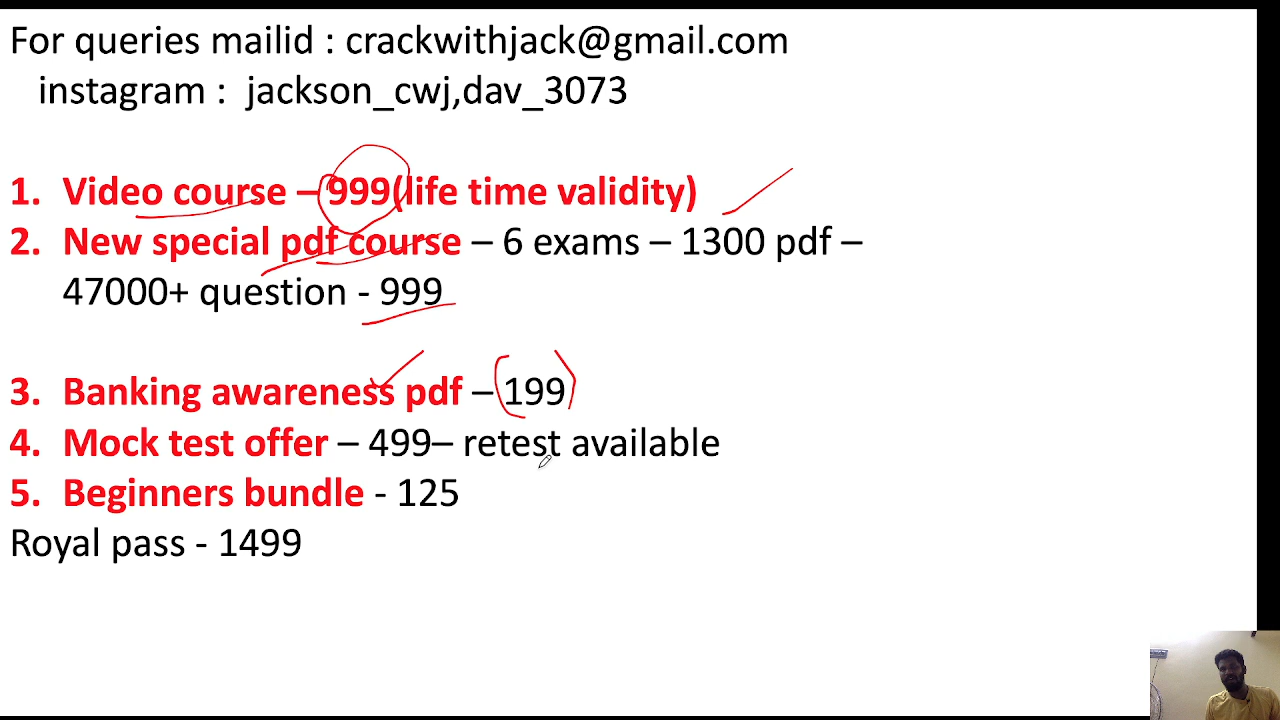 For queries mailid : crackwithjack@gmail.com
instagram : jackson_cwj,dav_3073
1. Video course – 999(life time validity)
2. New special pdf course – 6 exams – 1300 pdf –
47000+ question - 999
3. Banking awareness pdf – 199
4. Mock test offer – 499– retest available
5. Beginners bundle - 125
Royal pass - 1499